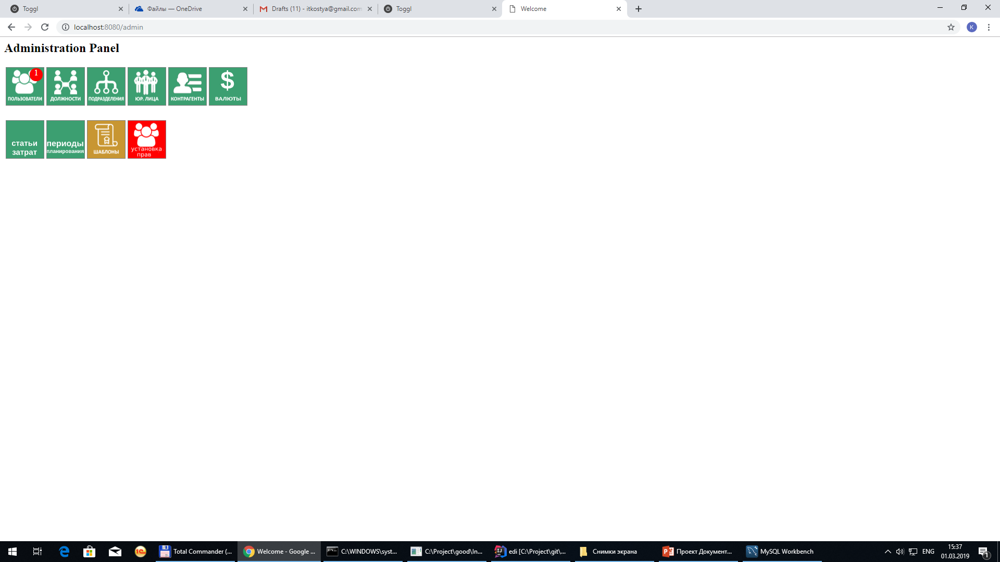 Toggl
Файлы — OneDrive
Drafts (11) - itkostya@gmail.com
Toggl
Welcome
localhost:8080/admin
K
Administration Panel
1
ПОЛЬЗОВАТЕЛИ
ДОЛЖНОСТИ
ПОДРАЗДЕЛЕНИЯ
ЮР. ЛИЦА
КОНТРАГЕНТЫ
$
ВАЛЮТЫ
статьи
затрат
периоды
планирования
ШАБЛОНЫ
установка
прав
Total Commander (...
Welcome - Google ...
C:\WINDOWS\syst...
C:\Project\good\In...
edi [C:\Project\git\...
Снимки экрана
Проект Документ...
MySQL Workbench
ENG
15:37
01.03.2019
1